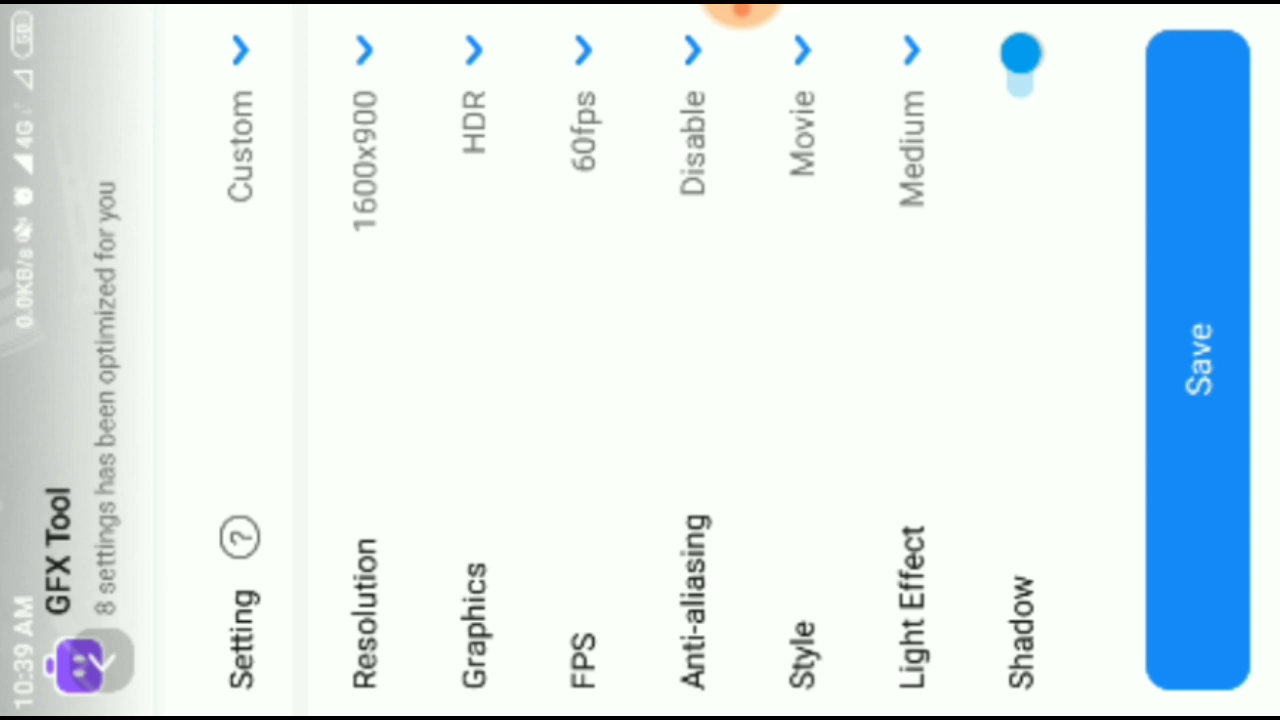 10:39 AM 0.0KB/s 4G
GFX Tool
8 settings has been optimized for you
Setting ? Custom
Resolution 1600x900
Graphics HDR
FPS 60fps
Anti-aliasing Disable
Style Movie
Light Effect Medium
Shadow
Save